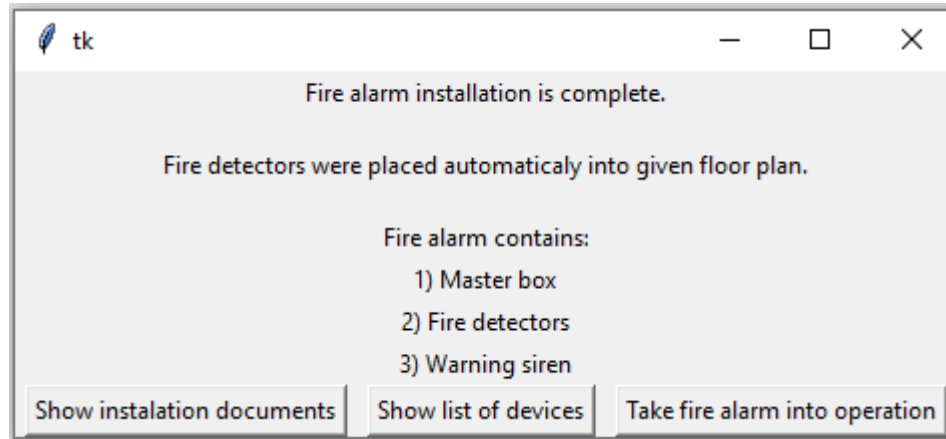 tk
Fire alarm installation is complete.
Fire detectors were placed automaticaly into given floor plan.
Fire alarm contains:
1) Master box
2) Fire detectors
3) Warning siren
Show instalation documents Show list of devices Take fire alarm into operation